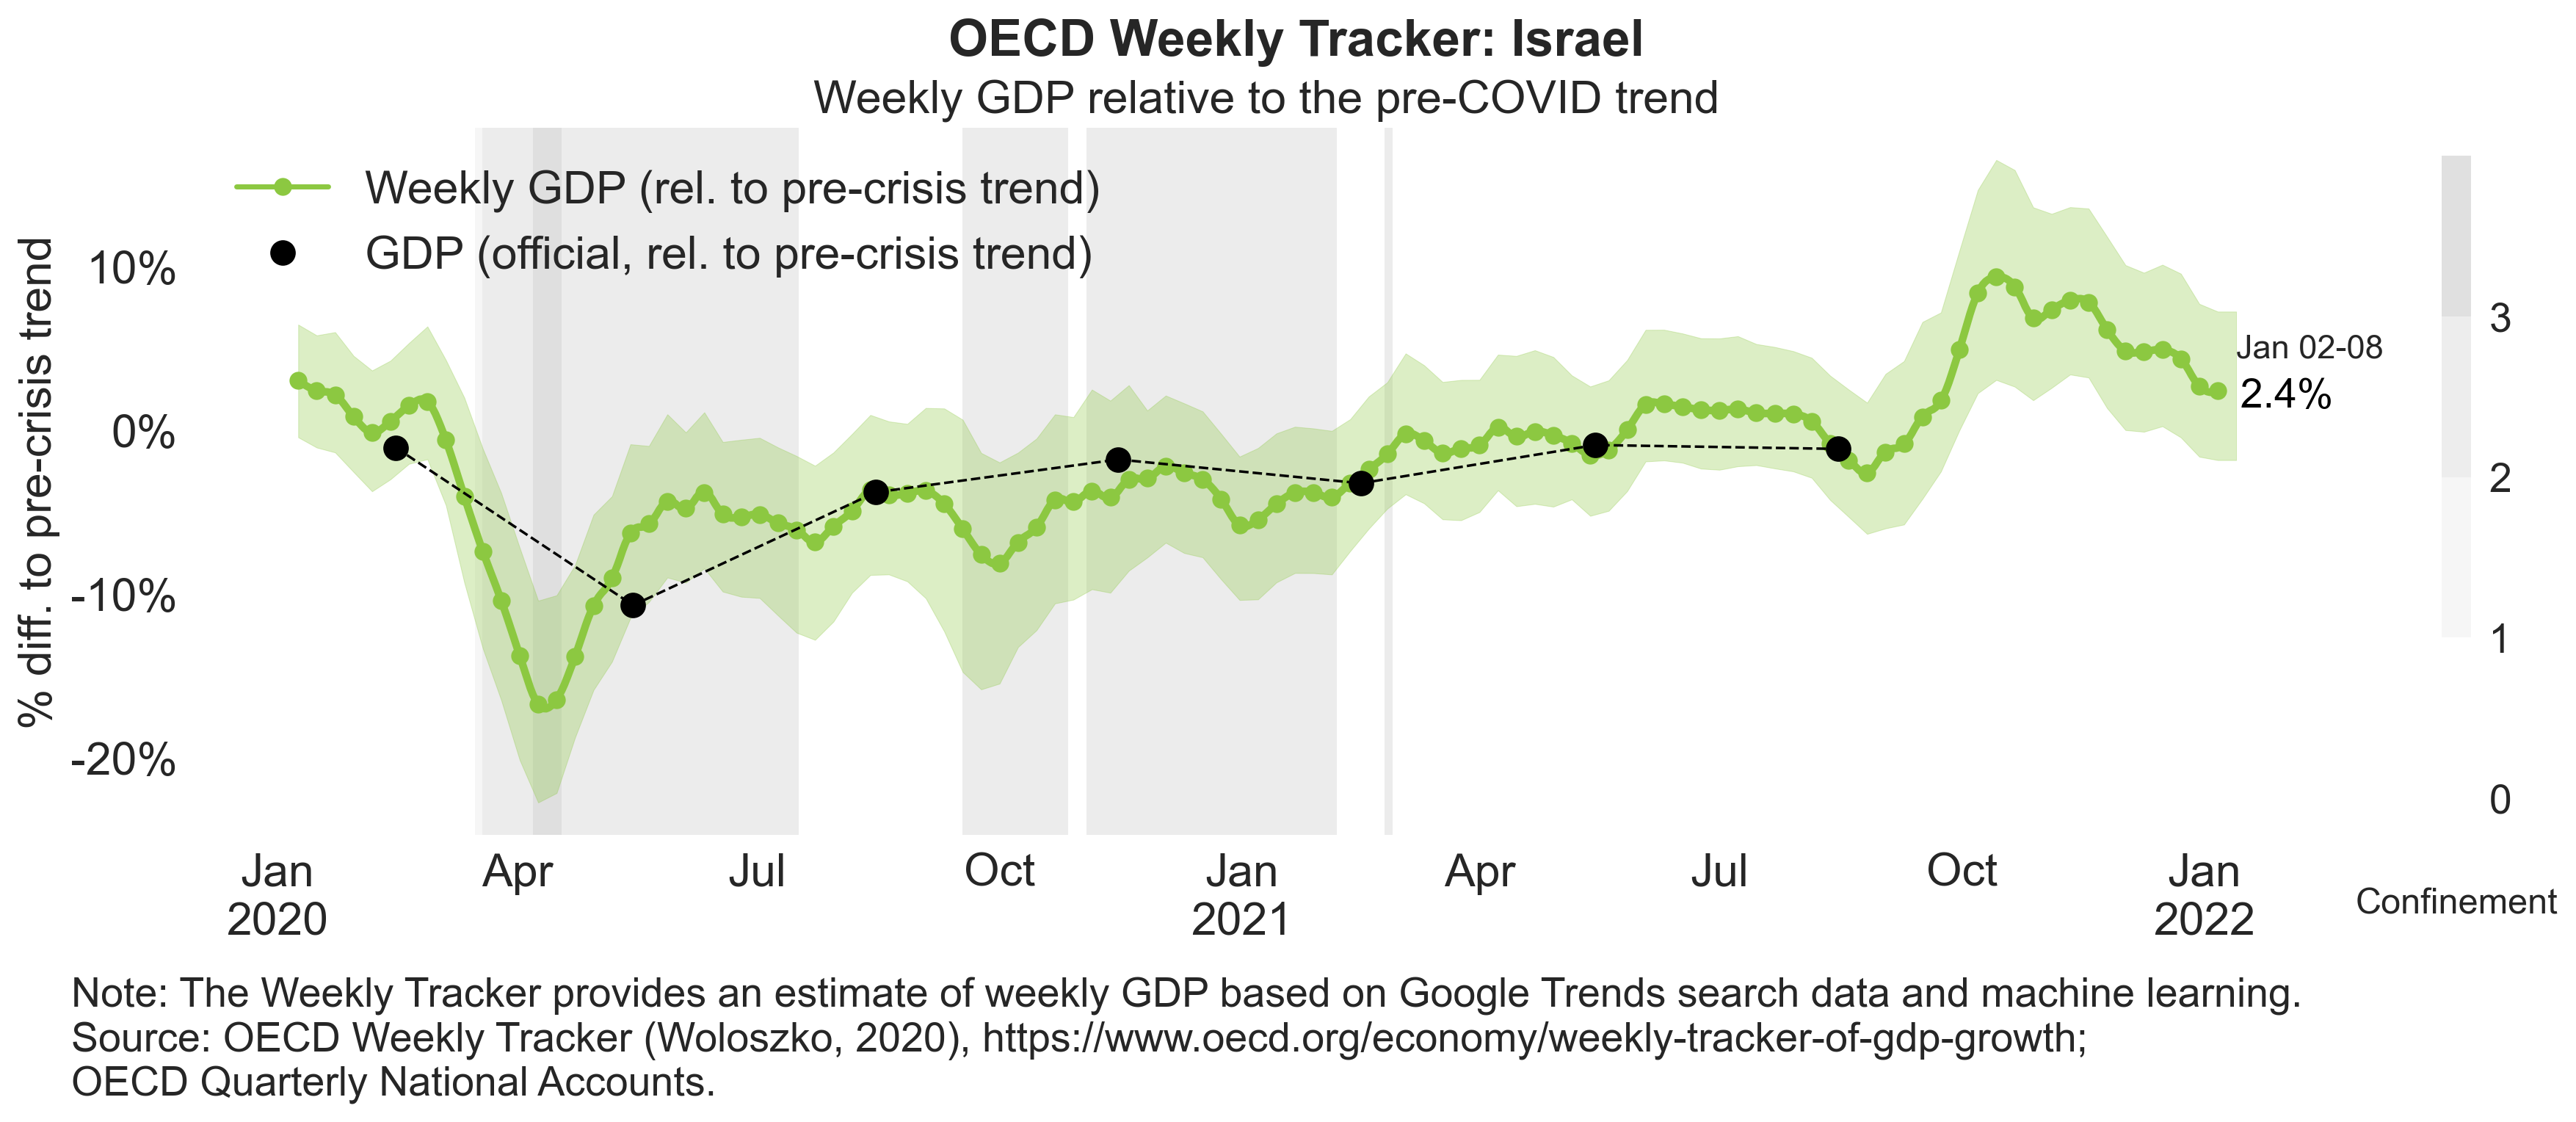 OECD Weekly Tracker: Israel
Weekly GDP relative to the pre-COVID trend
Weekly GDP (rel. to pre-crisis trend)
GDP (official, rel. to pre-crisis trend)
% diff. to pre-crisis trend
10%
0%
-10%
-20%
Jan 02-08
2.4%
3
2
1
0
Confinement
Jan Apr Jul Oct Jan Apr Jul Oct Jan
2020 2021 2022
Note: The Weekly Tracker provides an estimate of weekly GDP based on Google Trends search data and machine learning.
Source: OECD Weekly Tracker (Woloszko, 2020), https://www.oecd.org/economy/weekly-tracker-of-gdp-growth;
OECD Quarterly National Accounts.